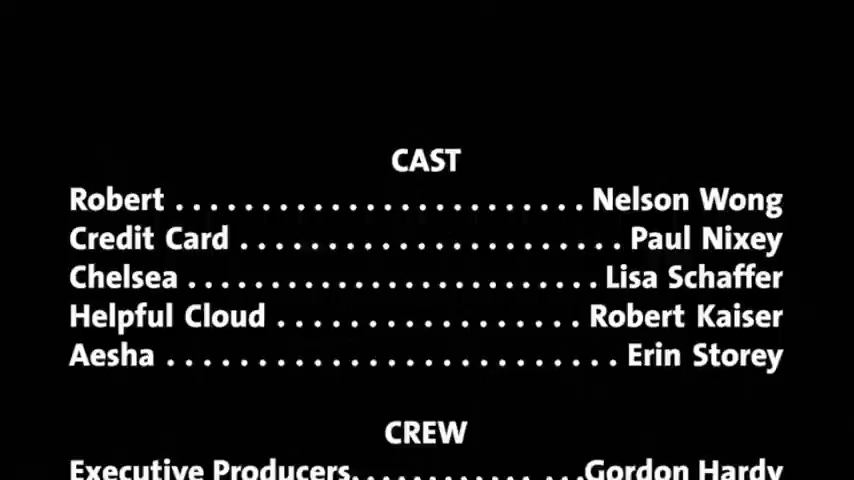 CAST
Robert . . . . . . . . . . . . . . . . . . . . . . . . Nelson Wong
Credit Card . . . . . . . . . . . . . . . . . . . . . . . Paul Nixey
Chelsea . . . . . . . . . . . . . . . . . . . . . . . . . Lisa Schaffer
Helpful Cloud . . . . . . . . . . . . . . . . . . Robert Kaiser
Aesha . . . . . . . . . . . . . . . . . . . . . . . . . . . Erin Storey
CREW
Executive Producers. . . . . . . . . . . . . . .Gordon Hardy